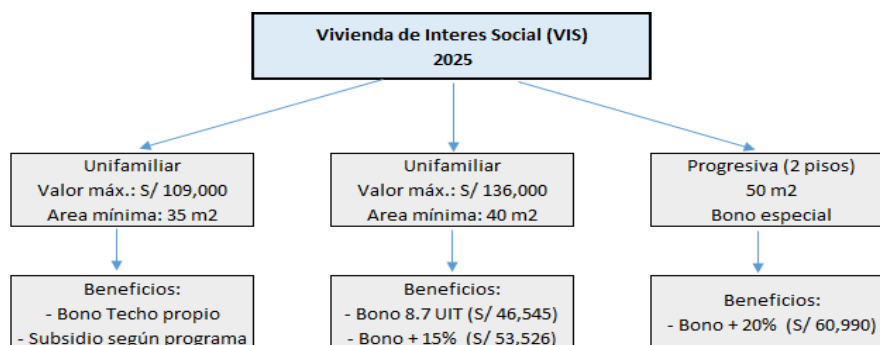 Vivienda de Interes Social (VIS)
2025
Unifamiliar
Valor máx.: S/ 109,000
Area mínima: 35 m2
Unifamiliar
Valor máx.: S/ 136,000
Area mínima: 40 m2
Progresiva (2 pisos)
50 m2
Bono especial
Beneficios:
- Bono Techo propio
- Subsidio según programa
Beneficios:
- Bono 8.7 UIT (S/ 46,545)
- Bono + 15% (S/ 53,526)
Beneficios:
- Bono + 20% (S/ 60,990)